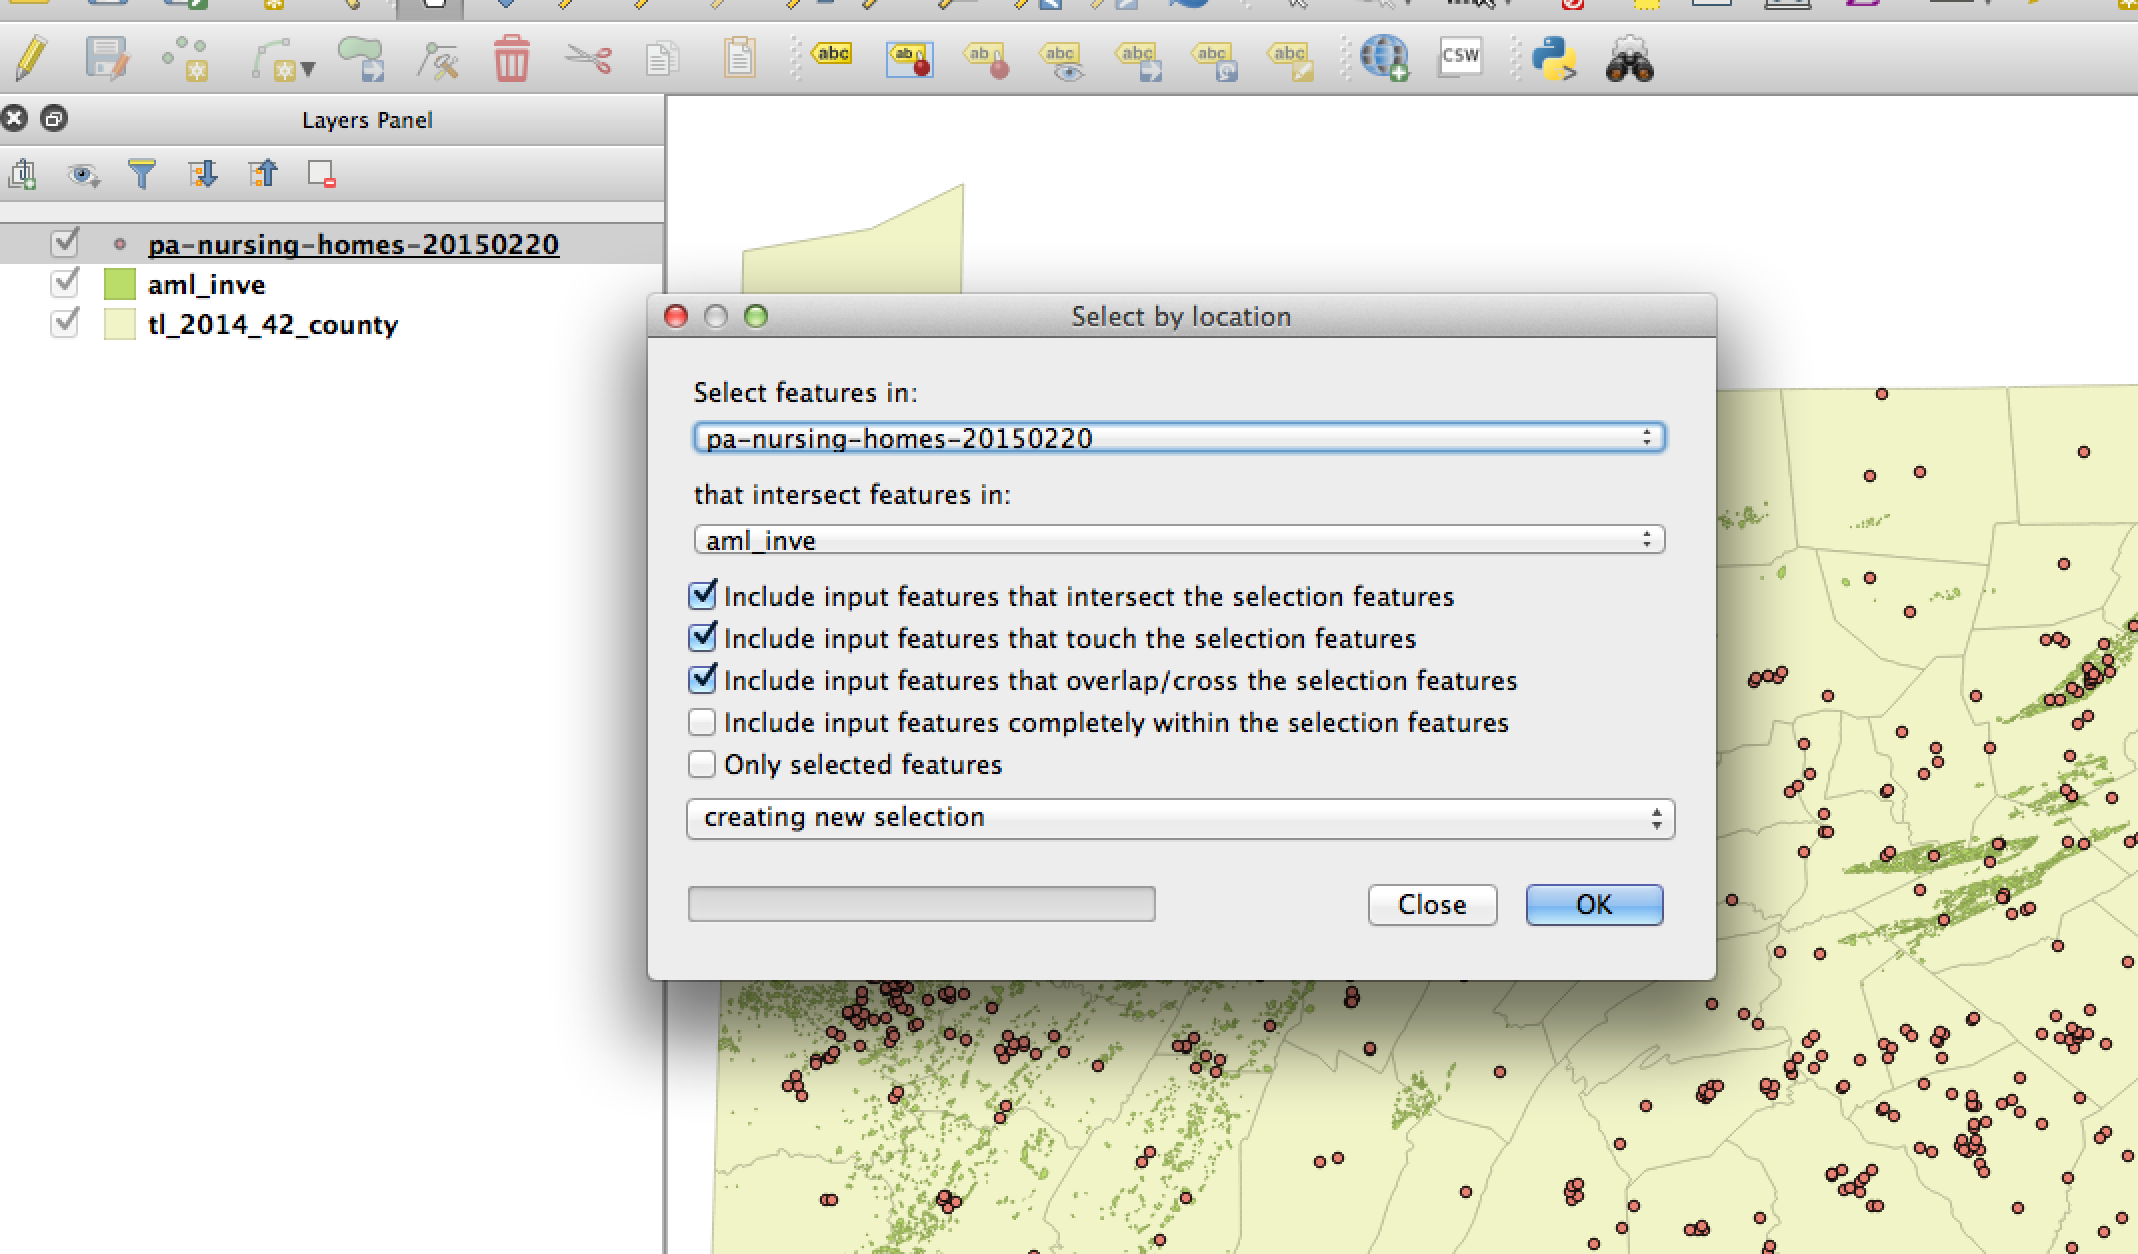 abc
ab
ab
abc
abc
abc
abc
CSW
Layers Panel
pa-nursing-homes-20150220
aml_inve
tl_2014_42_county
Select by location
Select features in:
pa-nursing-homes-20150220
that intersect features in:
aml_inve
Include input features that intersect the selection features
Include input features that touch the selection features
Include input features that overlap/cross the selection features
Include input features completely within the selection features
Only selected features
creating new selection
Close
OK